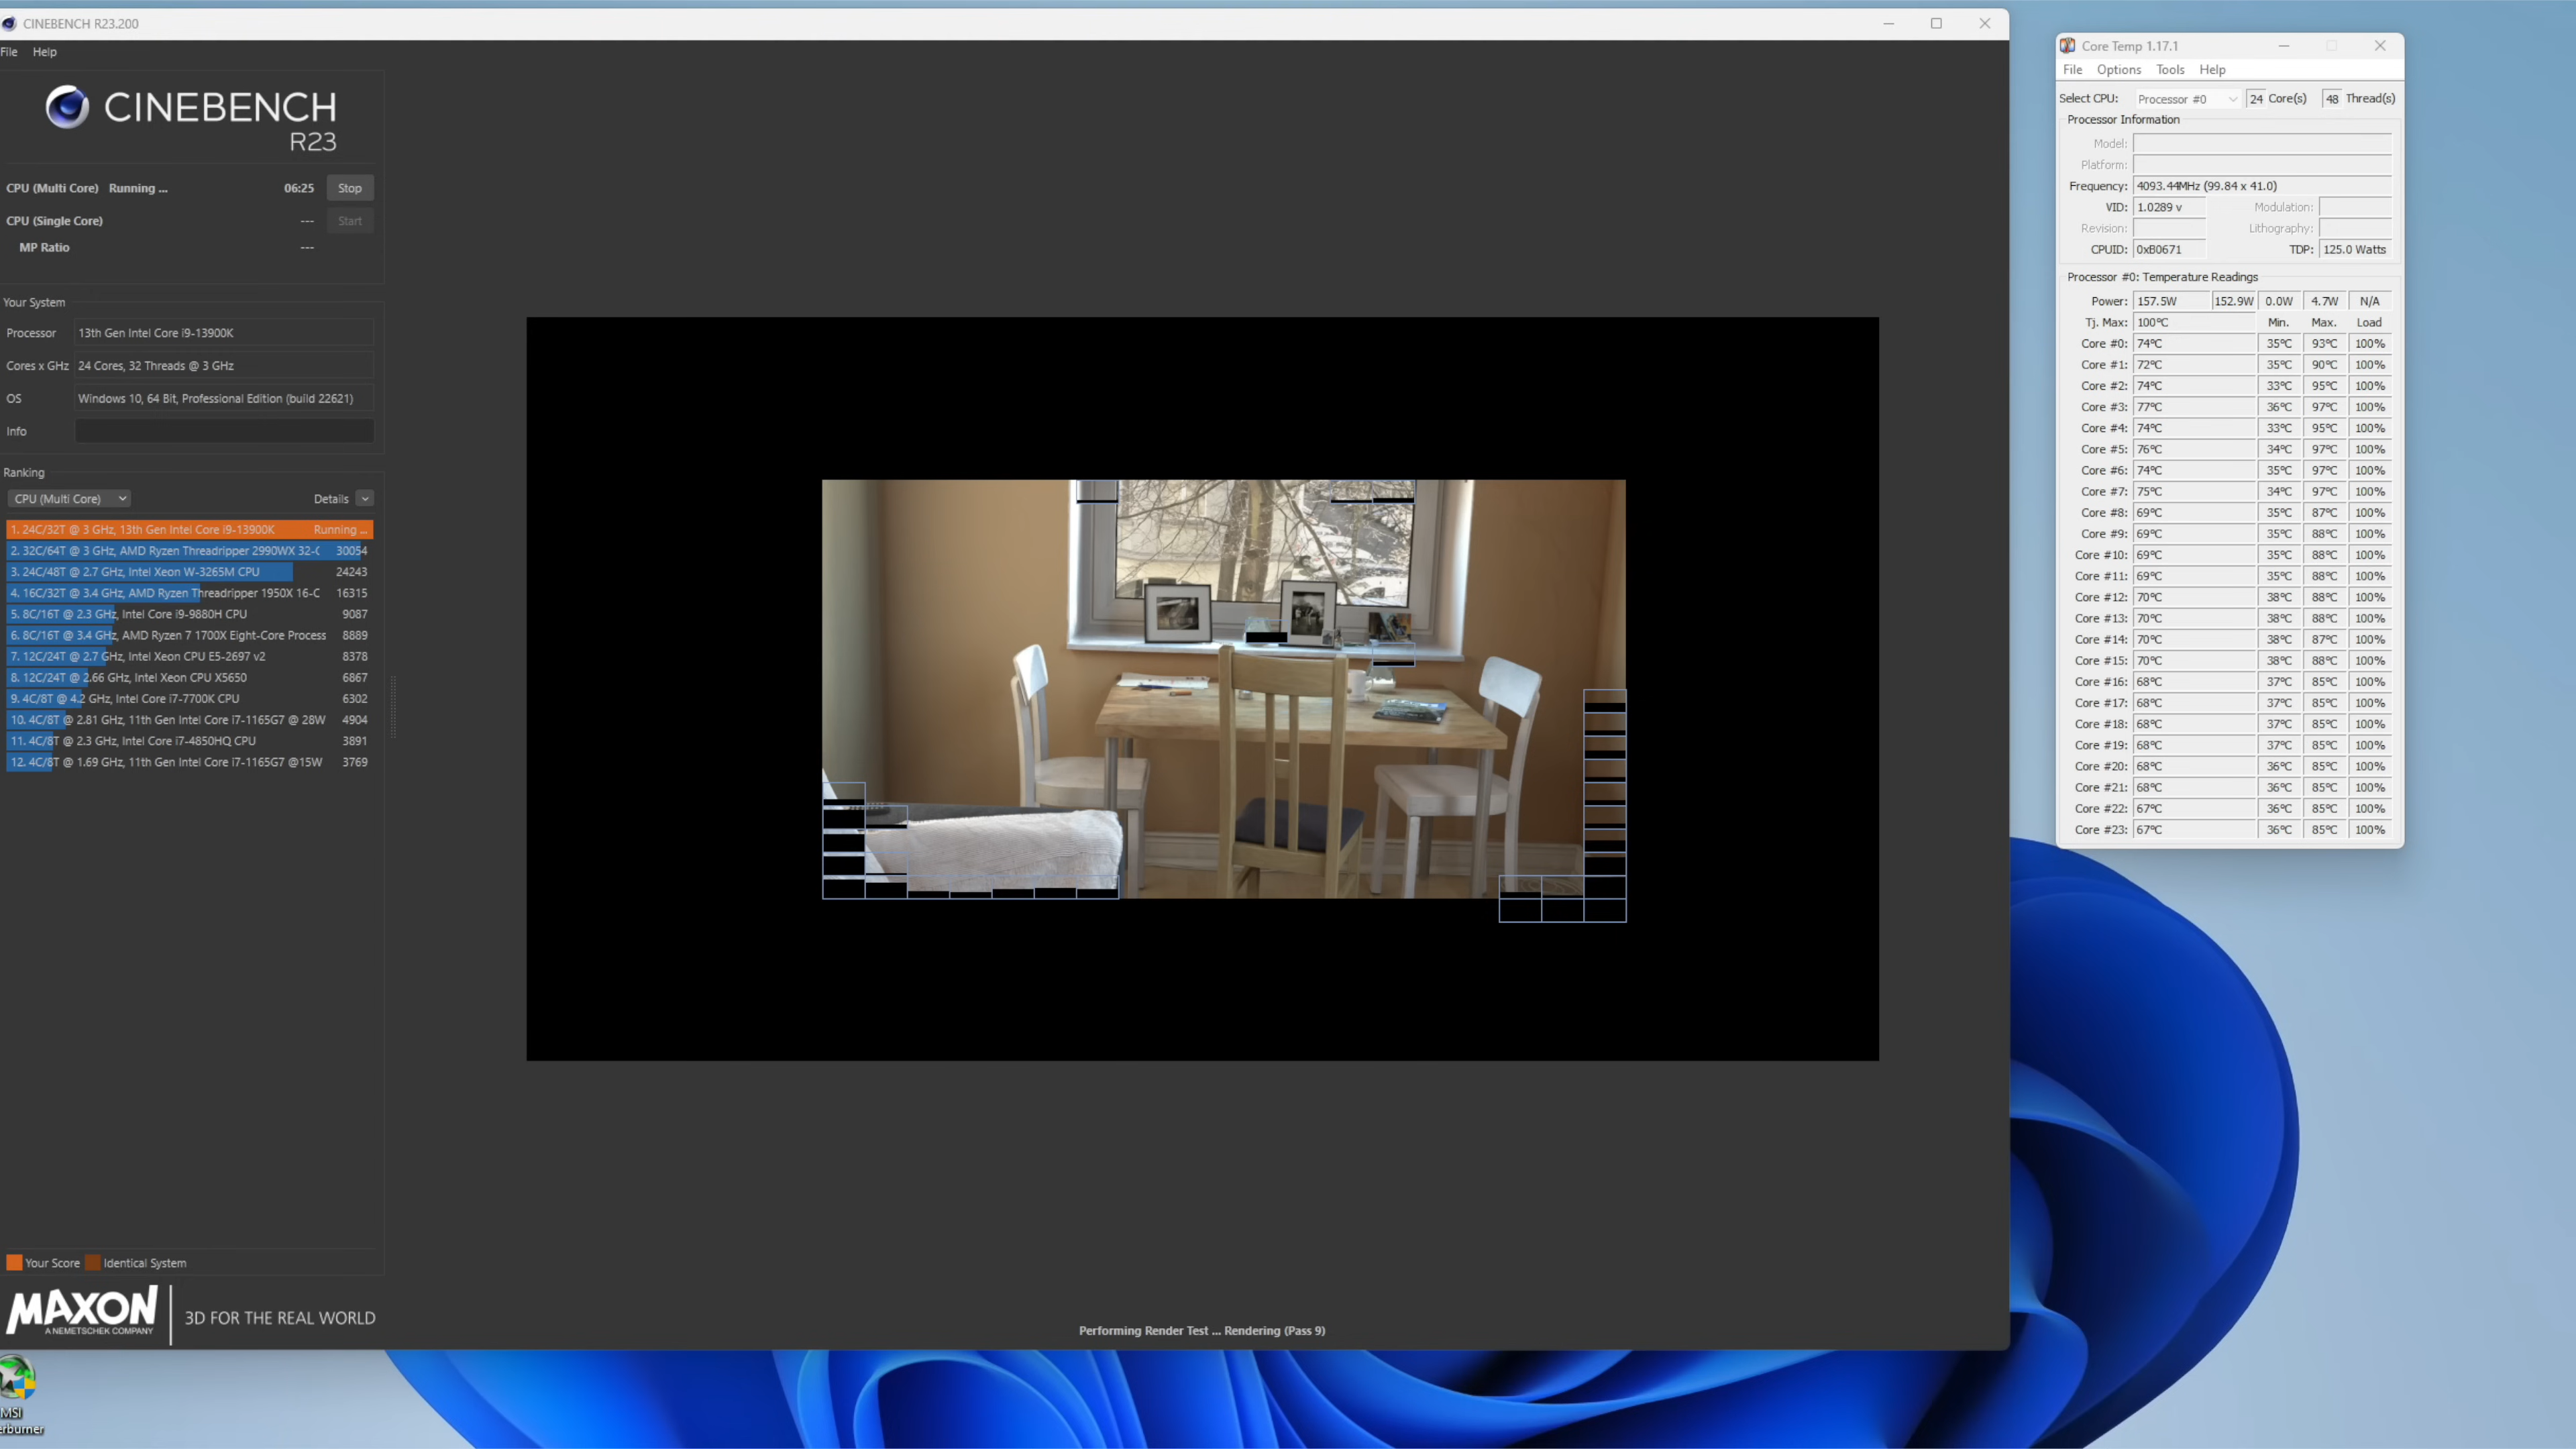 CINEBENCH R23.200
File Help
CINEBENCH
R23
CPU (Multi Core) Running ... 06:25 Stop
CPU (Single Core) --- Start
MP Ratio ---
Your System
Processor 13th Gen Intel Core i9-13900K
Cores x GHz 24 Cores, 32 Threads @ 3 GHz
OS Windows 10, 64 Bit, Professional Edition (build 22621)
Info
Ranking
CPU (Multi Core) Details
1. 24C/32T @ 3 GHz, 13th Gen Intel Core i9-13900K Running ...
2. 32C/64T @ 3 GHz, AMD Ryzen Threadripper 2990WX 32-C 30054
3. 24C/48T @ 2.7 GHz, Intel Xeon W-3265M CPU 24243
4. 16C/32T @ 3.4 GHz, AMD Ryzen Threadripper 1950X 16-C 16315
5. 8C/16T @ 2.3 GHz, Intel Core i9-9880H CPU 9087
6. 8C/16T @ 3.4 GHz, AMD Ryzen 7 1700X Eight-Core Process 8889
7. 12C/24T @ 2.7 GHz, Intel Xeon CPU E5-2697 v2 8378
8. 12C/24T @ 2.66 GHz, Intel Xeon CPU X5650 6867
9. 4C/8T @ 4.2 GHz, Intel Core i7-7700K CPU 6302
10. 4C/8T @ 2.81 GHz, 11th Gen Intel Core i7-1165G7 @ 28W 4904
11. 4C/8T @ 2.3 GHz, Intel Core i7-4850HQ CPU 3891
12. 4C/8T @ 1.69 GHz, 11th Gen Intel Core i7-1165G7 @15W 3769
Your Score Identical System
MAXON
A NEMETSCHEK COMPANY
3D FOR THE REAL WORLD
Performing Render Test ... Rendering (Pass 9)
MSI
erburner
Core Temp 1.17.1
File Options Tools Help
Select CPU: Processor #0 24 Core(s) 48 Thread(s)
Processor Information
Model:
Platform:
Frequency: 4093.44MHz (99.84 x 41.0)
VID: 1.0289 v Modulation:
Revision: Lithography:
CPUID: 0xB0671 TDP: 125.0 Watts
Processor #0: Temperature Readings
Power: 157.5W 152.9W 0.0W 4.7W N/A
Tj. Max: 100°C Min. Max. Load
Core #0: 74°C 35°C 93°C 100%
Core #1: 72°C 35°C 90°C 100%
Core #2: 74°C 33°C 95°C 100%
Core #3: 77°C 36°C 97°C 100%
Core #4: 74°C 33°C 95°C 100%
Core #5: 76°C 34°C 97°C 100%
Core #6: 74°C 35°C 97°C 100%
Core #7: 75°C 34°C 97°C 100%
Core #8: 69°C 35°C 87°C 100%
Core #9: 69°C 35°C 88°C 100%
Core #10: 69°C 35°C 88°C 100%
Core #11: 69°C 35°C 88°C 100%
Core #12: 70°C 38°C 88°C 100%
Core #13: 70°C 38°C 88°C 100%
Core #14: 70°C 38°C 87°C 100%
Core #15: 70°C 38°C 88°C 100%
Core #16: 68°C 37°C 85°C 100%
Core #17: 68°C 37°C 85°C 100%
Core #18: 68°C 37°C 85°C 100%
Core #19: 68°C 37°C 85°C 100%
Core #20: 68°C 36°C 85°C 100%
Core #21: 68°C 36°C 85°C 100%
Core #22: 67°C 36°C 85°C 100%
Core #23: 67°C 36°C 85°C 100%